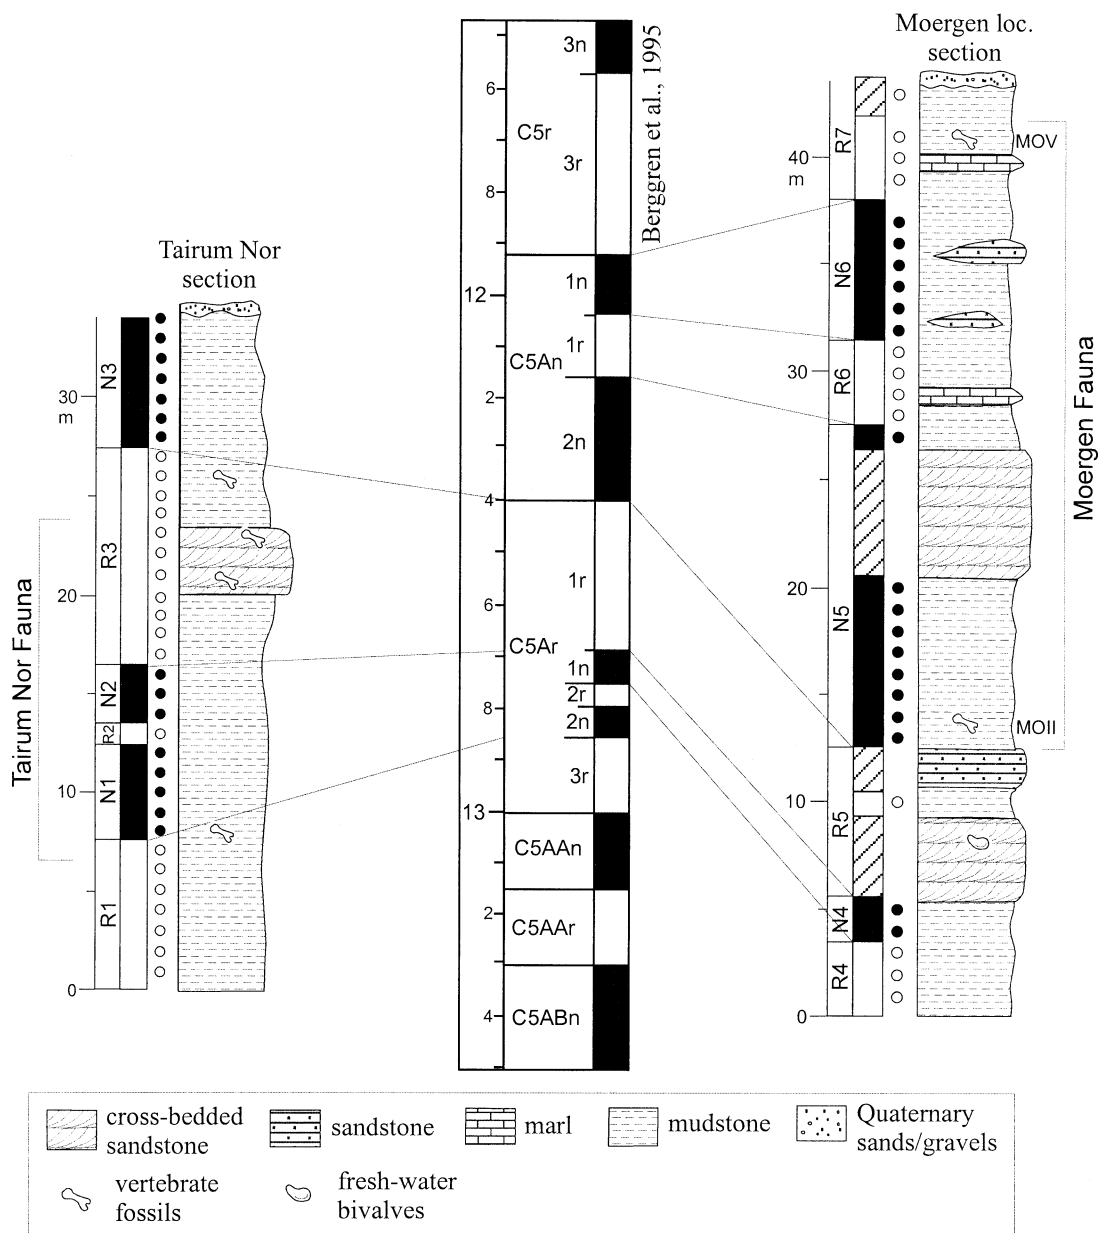 Tairum Nor
section
N3
30
m
R3
20
N2
R2
N1
10
R1
0
Tairum Nor Fauna
Berggren et al., 1995
3n
6
C5r
3r
8
1n
12
1r
C5An
2
2n
4
1r
6
C5Ar
1n
2r
8
2n
3r
13
C5AAn
2
C5AAr
4
C5ABn
Moergen loc.
section
R7
40
m
MOV
N6
R6
30
N5
20
MOII
10
R5
N4
R4
0
Moergen Fauna
cross-bedded
sandstone
sandstone
marl
mudstone
Quaternary
sands/gravels
vertebrate
fossils
fresh-water
bivalves